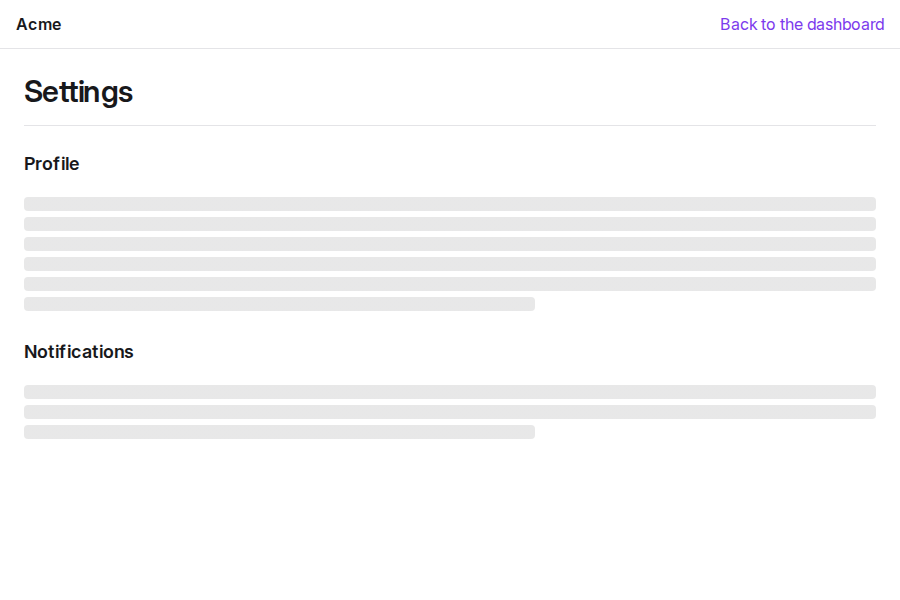 Acme
Back to the dashboard
Settings
Profile
Notifications